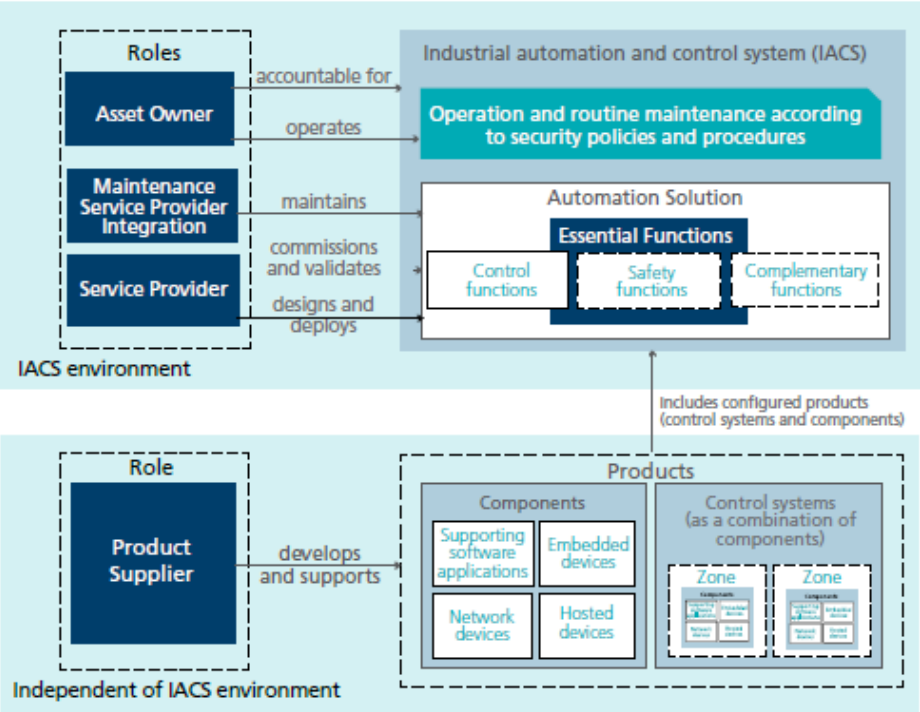 Roles
Industrial automation and control system (IACS)
Asset Owner
accountable for
operates
Operation and routine maintenance according
to security policies and procedures
Maintenance
Service Provider
Integration
maintains
Automation Solution
Essential Functions
commissions
and validates
Control
functions
Safety
functions
Complementary
functions
Service Provider
designs and
deploys
IACS environment
Includes configured products
(control systems and components)
Role
Products
Product
Supplier
develops
and supports
Components
Supporting
software
applications
Embedded
devices
Network
devices
Hosted
devices
Control systems
(as a combination of
components)
Zone
Components
Zone
Components
Independent of IACS environment